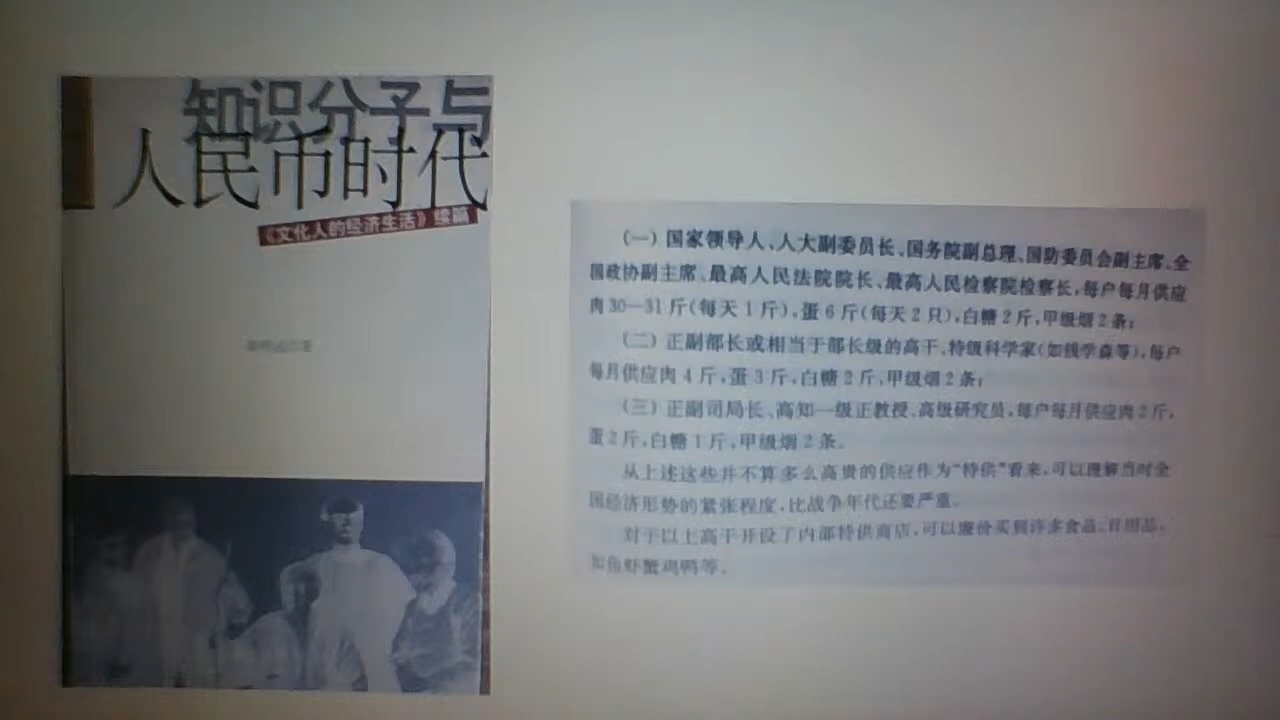 知识分子与
人民币时代
《文化人的经济生活》续篇
(一)国家领导人、人大副委员长、国务院副总理、国防委员会副主席、全
国政协副主席、最高人民法院院长、最高人民检察院检察长,每户每月供应
肉30—31斤(每天1斤),蛋6斤(每天2只),白糖2斤,甲级烟2条;
(二)正副部长或相当于部长级的高干、特级科学家(如钱学森等),每户
每月供应肉4斤,蛋3斤,白糖2斤,甲级烟2条;
(三)正副司局长、高知一级正教授、高级研究员,每户每月供应肉2斤,
蛋2斤,白糖1斤,甲级烟2条。
从上述这些并不算多么高贵的供应作为“特供”看来,可以理解当时全
国经济形势的紧张程度,比战争年代还要严重。
对于以上高干开设了内部特供商店,可以廉价买到许多食品、日用品,
如鱼虾蟹鸡鸭等。